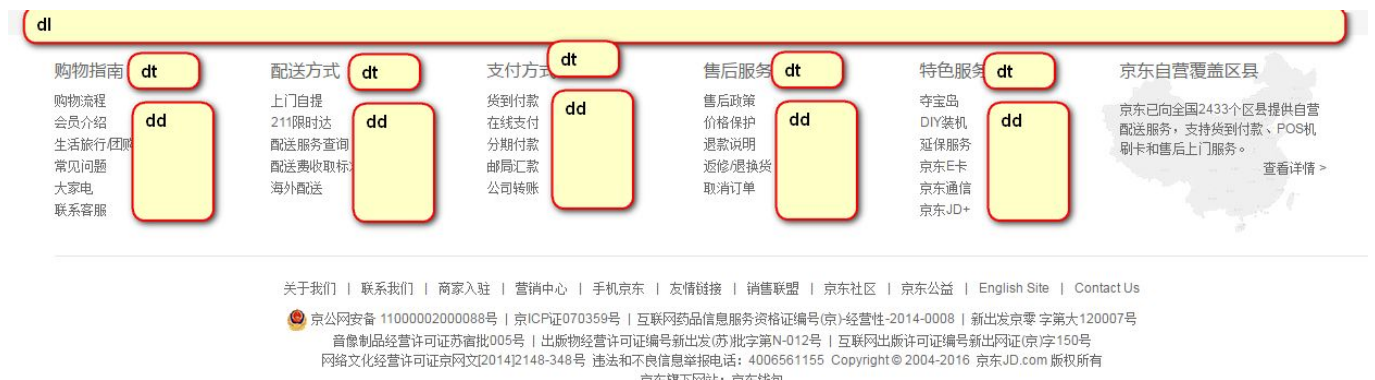 dl
购物指南 dt
购物流程
会员介绍
生活旅行/团购
常见问题
大家电
联系客服
dd
配送方式 dt
上门自提
211限时达
配送服务查询
配送费收取标
海外配送
dd
支付方式 dt
货到付款
在线支付
分期付款
邮局汇款
公司转账
dd
售后服务 dt
售后政策
价格保护
退款说明
返修/退换货
取消订单
dd
特色服务 dt
夺宝岛
DIY装机
延保服务
京东E卡
京东通信
京东JD+
dd
京东自营覆盖区县
京东已向全国2433个区县提供自营
配送服务，支持货到付款、POS机
刷卡和售后上门服务。
查看详情 >
关于我们 | 联系我们 | 商家入驻 | 营销中心 | 手机京东 | 友情链接 | 销售联盟 | 京东社区 | 京东公益 | English Site | Contact Us
京公网安备 11000002000088号 | 京ICP证070359号 | 互联网药品信息服务资格证编号(京)-经营性-2014-0008 | 新出发京零 字第大120007号
音像制品经营许可证苏宿批005号 | 出版物经营许可证编号新出发(苏)批字第N-012号 | 互联网出版许可证编号新出网证(京)字150号
网络文化经营许可证京网文[2014]2148-348号 违法和不良信息举报电话：4006561155 Copyright © 2004-2016 京东JD.com 版权所有
京东旗下网站：京东钱包